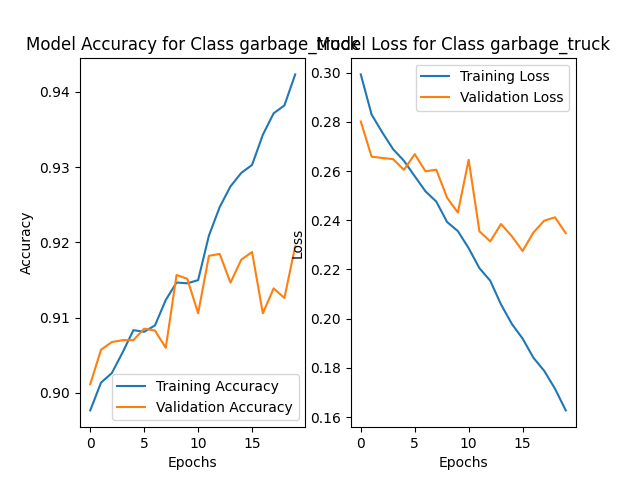 Model Accuracy for Class garbage_truck
Accuracy
0.94
0.93
0.92
0.91
0.90
Training Accuracy
Validation Accuracy
0 5 10 15
Epochs
Model Loss for Class garbage_truck
Loss
0.30
0.28
0.26
0.24
0.22
0.20
0.18
0.16
Training Loss
Validation Loss
0 5 10 15
Epochs